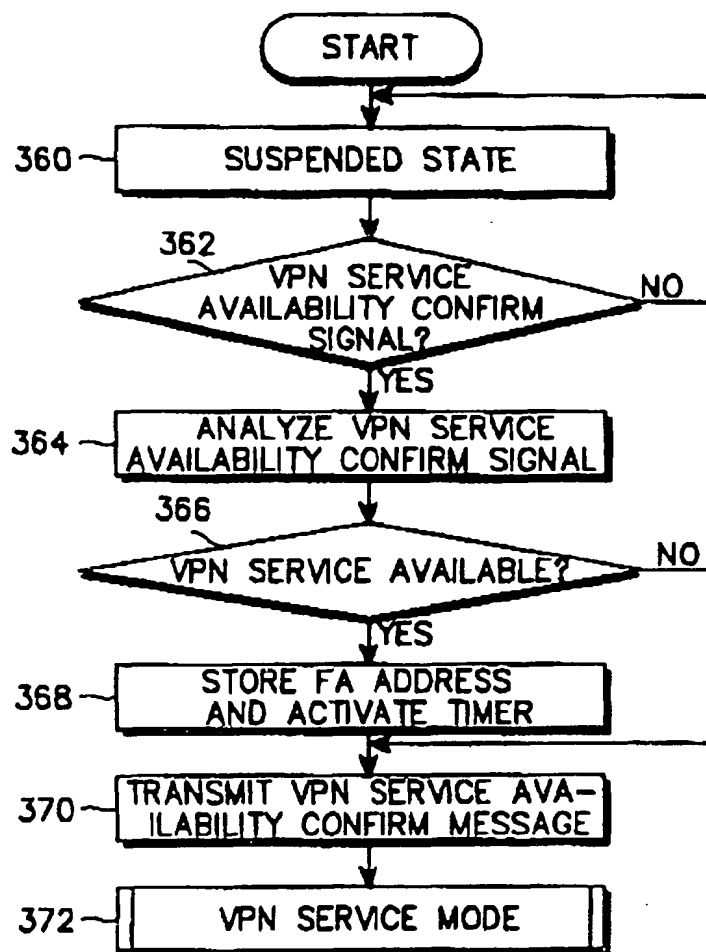 START
360
SUSPENDED STATE
362
VPN SERVICE
AVAILABILITY CONFIRM
SIGNAL?
NO
YES
364
ANALYZE VPN SERVICE
AVAILABILITY CONFIRM SIGNAL
366
VPN SERVICE AVAILABLE?
NO
YES
368
STORE FA ADDRESS
AND ACTIVATE TIMER
370
TRANSMIT VPN SERVICE AVA-
ILABILITY CONFIRM MESSAGE
372
VPN SERVICE MODE